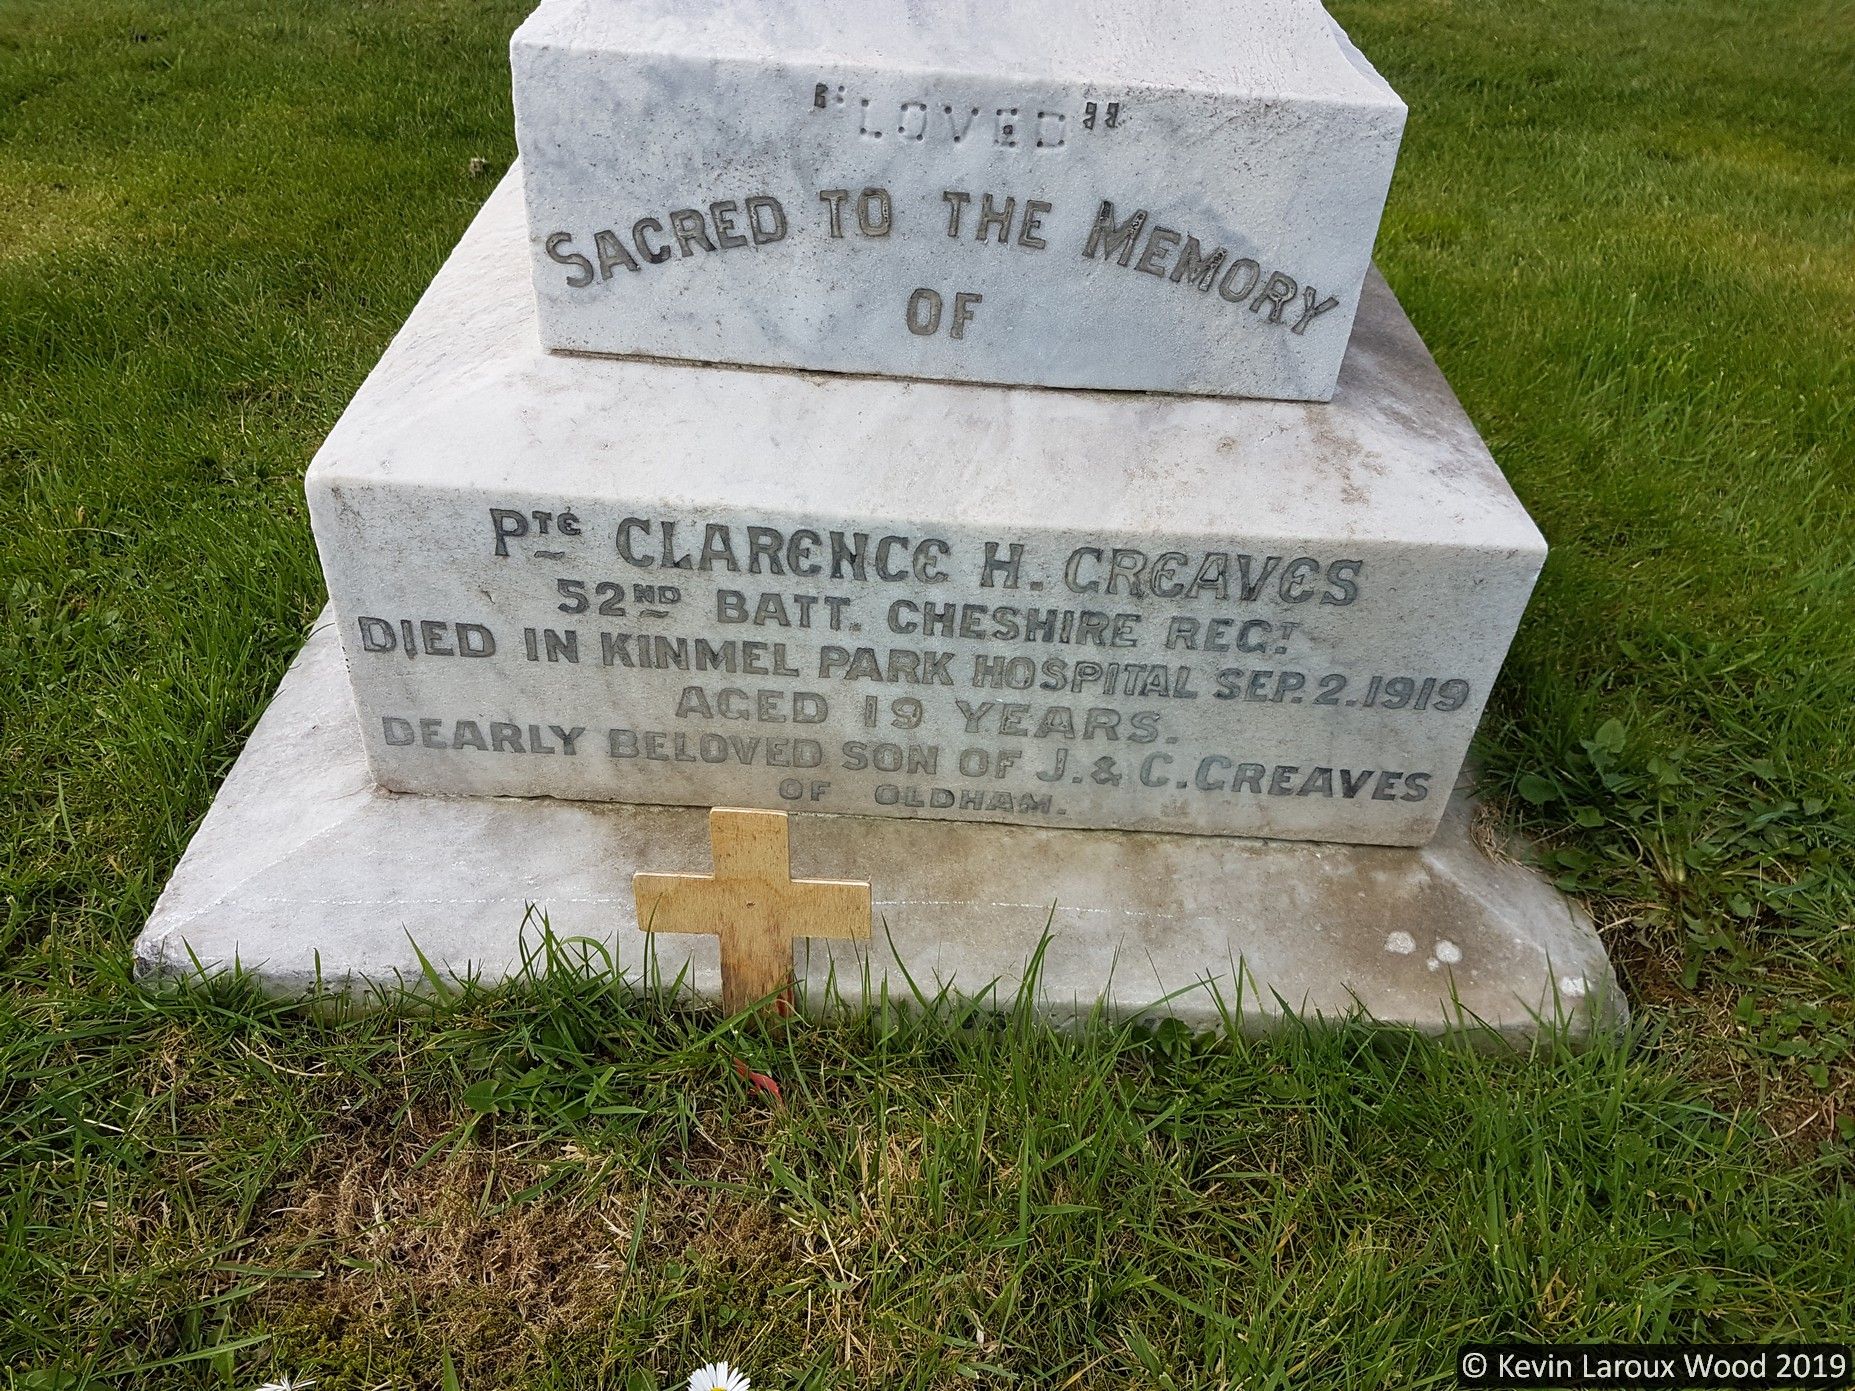 "LOVED"
SACRED TO THE MEMORY
OF
PTE CLARENCE H. GREAVES
52ND BATT. CHESHIRE REGT.
DIED IN KINMEL PARK HOSPITAL SEP. 2. 1919
AGED 19 YEARS.
DEARLY BELOVED SON OF J. & C. GREAVES
OF OLDHAM.
© Kevin Laroux Wood 2019